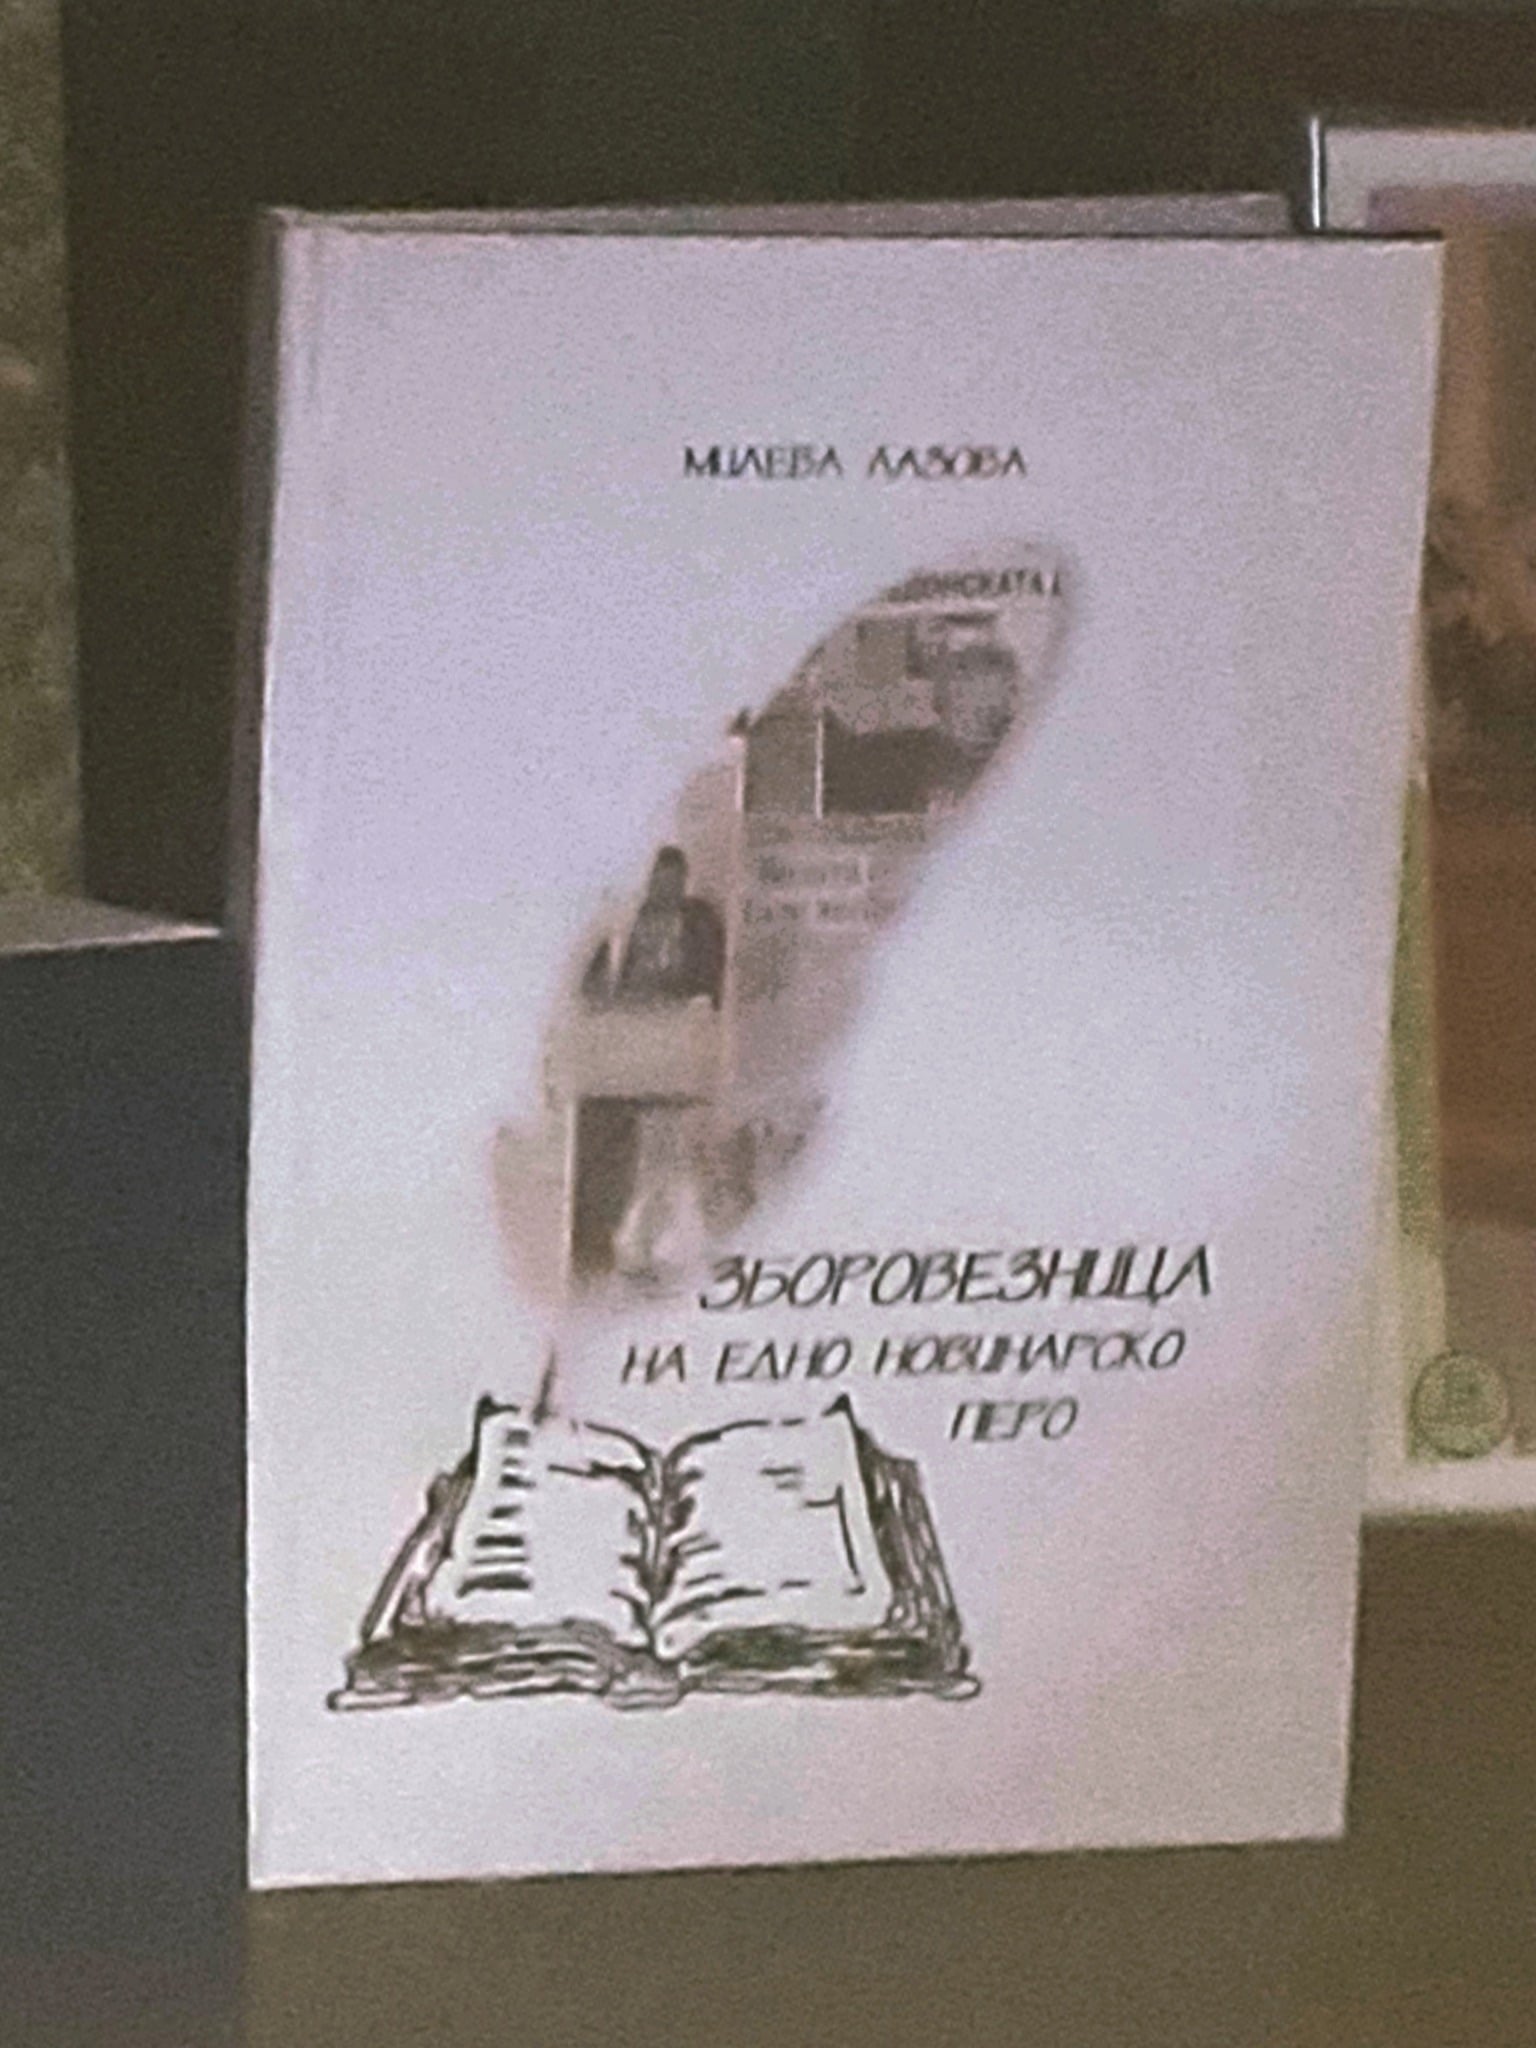 МИЛЕВА ЛАЗОВА
ЗБОРОВЕЗНИЦА
НА ЕДНО НОВИНАРСКО
ПЕРО